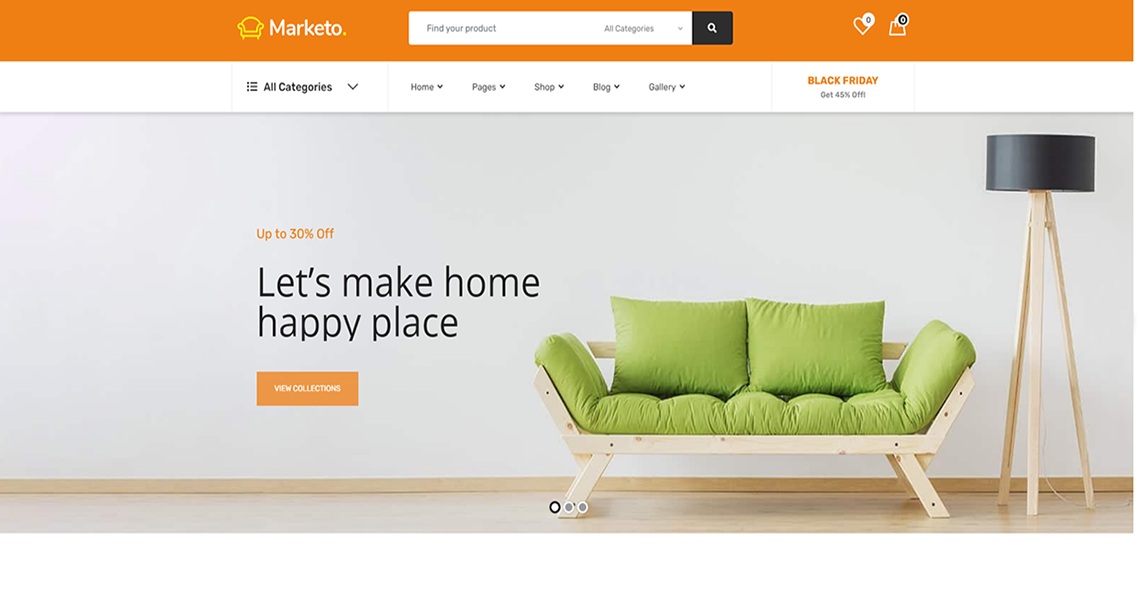 Marketo.
Find your product
All Categories
0
0
All Categories
Home
Pages
Shop
Blog
Gallery
BLACK FRIDAY
Get 45% Off!
Up to 30% Off
Let's make home
happy place
VIEW COLLECTIONS